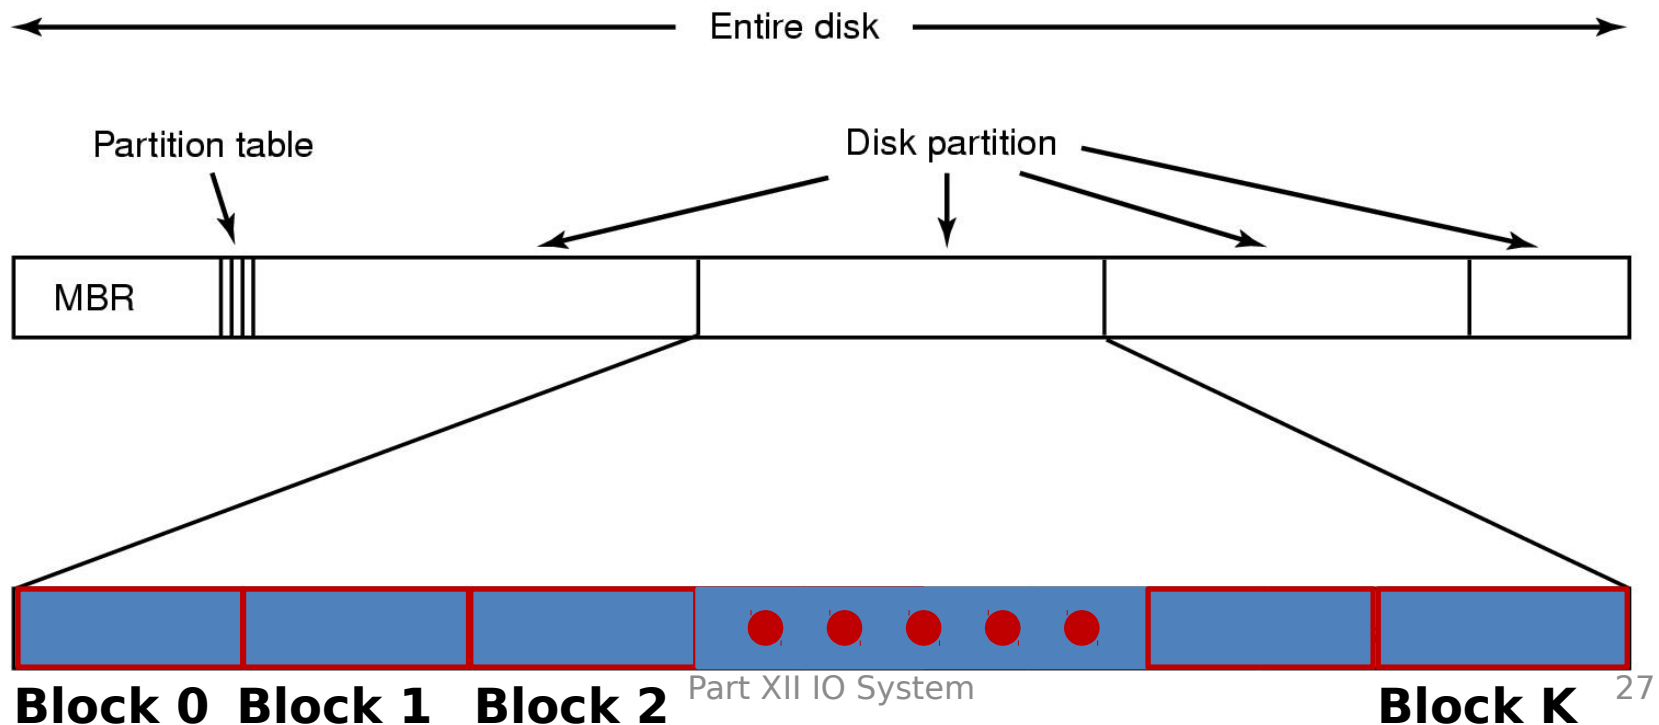 Entire disk
Partition table
Disk partition
MBR
Block 0 Block 1 Block 2 Block K
Part XII IO System 27